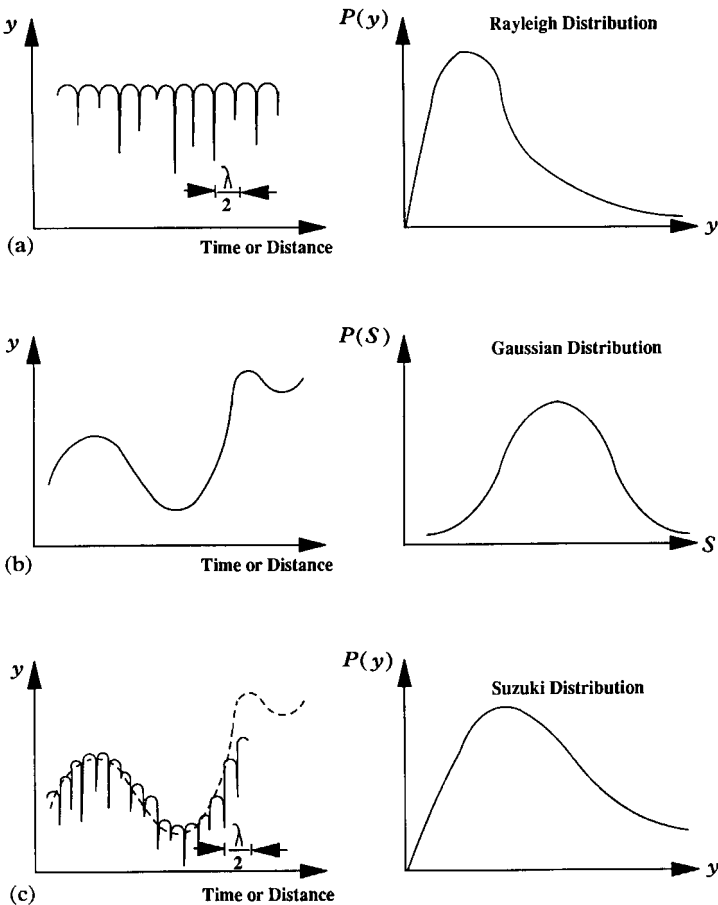 y
P(y)
Rayleigh Distribution
λ
2
(a)
Time or Distance
y
y
P(S)
Gaussian Distribution
(b)
Time or Distance
S
y
P(y)
Suzuki Distribution
λ
2
(c)
Time or Distance
y